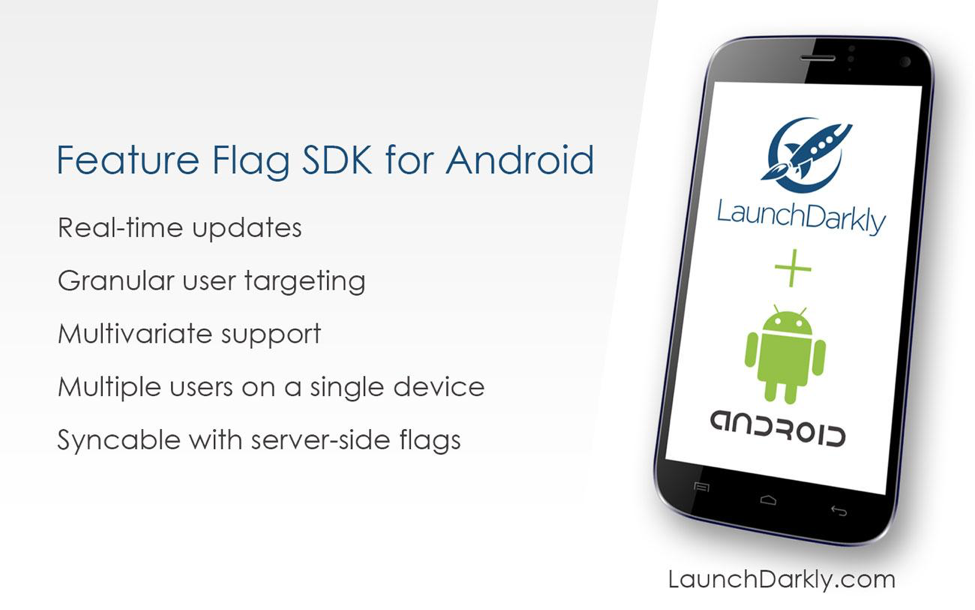 Feature Flag SDK for Android
Real-time updates
Granular user targeting
Multivariate support
Multiple users on a single device
Syncable with server-side flags
LaunchDarkly
+
ANDROID
LaunchDarkly.com